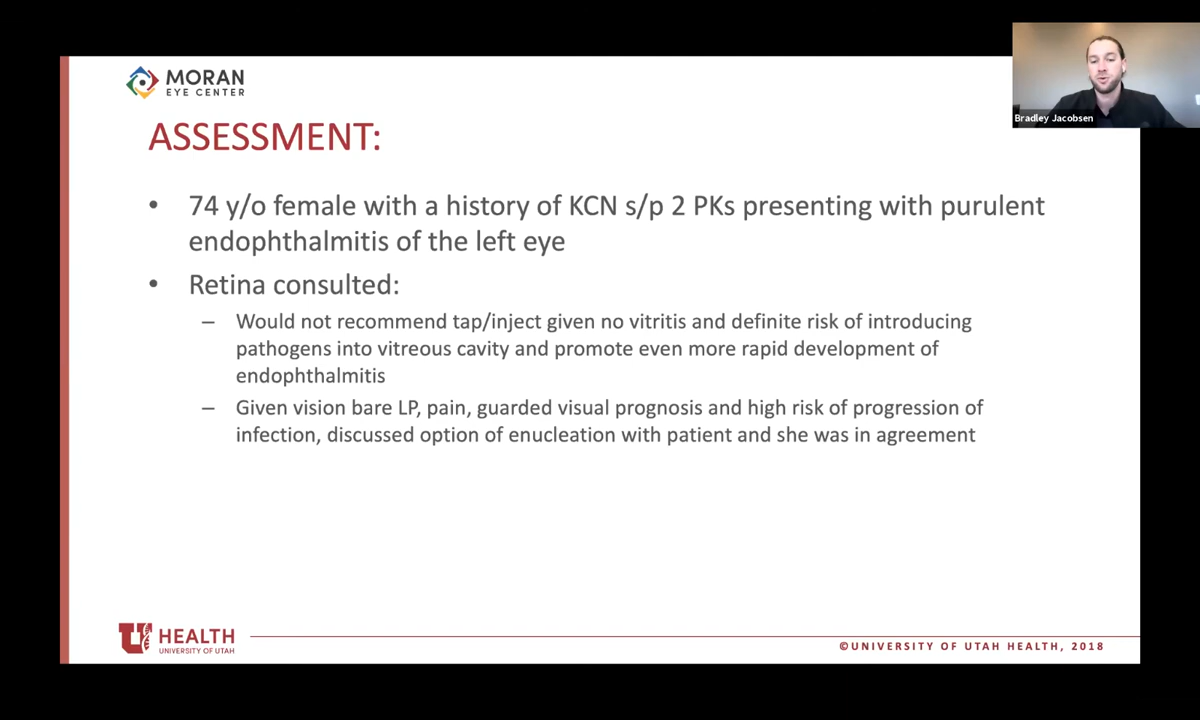 MORAN
EYE CENTER
Bradley Jacobsen
ASSESSMENT:
• 74 y/o female with a history of KCN s/p 2 PKs presenting with purulent
endophthalmitis of the left eye
• Retina consulted:
– Would not recommend tap/inject given no vitritis and definite risk of introducing
pathogens into vitreous cavity and promote even more rapid development of
endophthalmitis
– Given vision bare LP, pain, guarded visual prognosis and high risk of progression of
infection, discussed option of enucleation with patient and she was in agreement
U HEALTH
UNIVERSITY OF UTAH
©UNIVERSITY OF UTAH HEALTH, 2018